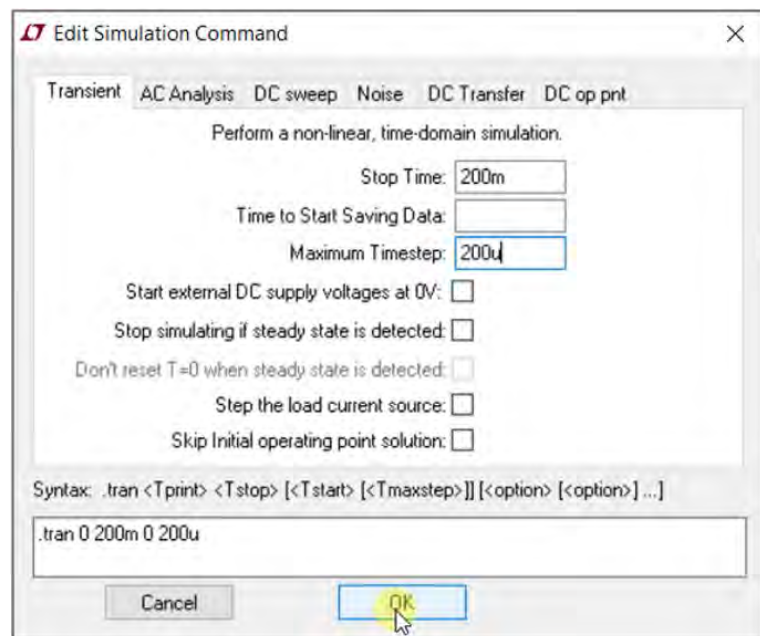 Edit Simulation Command
Transient AC Analysis DC sweep Noise DC Transfer DC op pnt
Perform a non-linear, time-domain simulation.
Stop Time: 200m
Time to Start Saving Data:
Maximum Timestep: 200u
Start external DC supply voltages at 0V:
Stop simulating if steady state is detected:
Don't reset T=0 when steady state is detected:
Step the load current source:
Skip Initial operating point solution:
Syntax: .tran <Tprint> <Tstop> [<Tstart> [<Tmaxstep>]] [<option> [<option>] ...]
.tran 0 200m 0 200u
Cancel OK